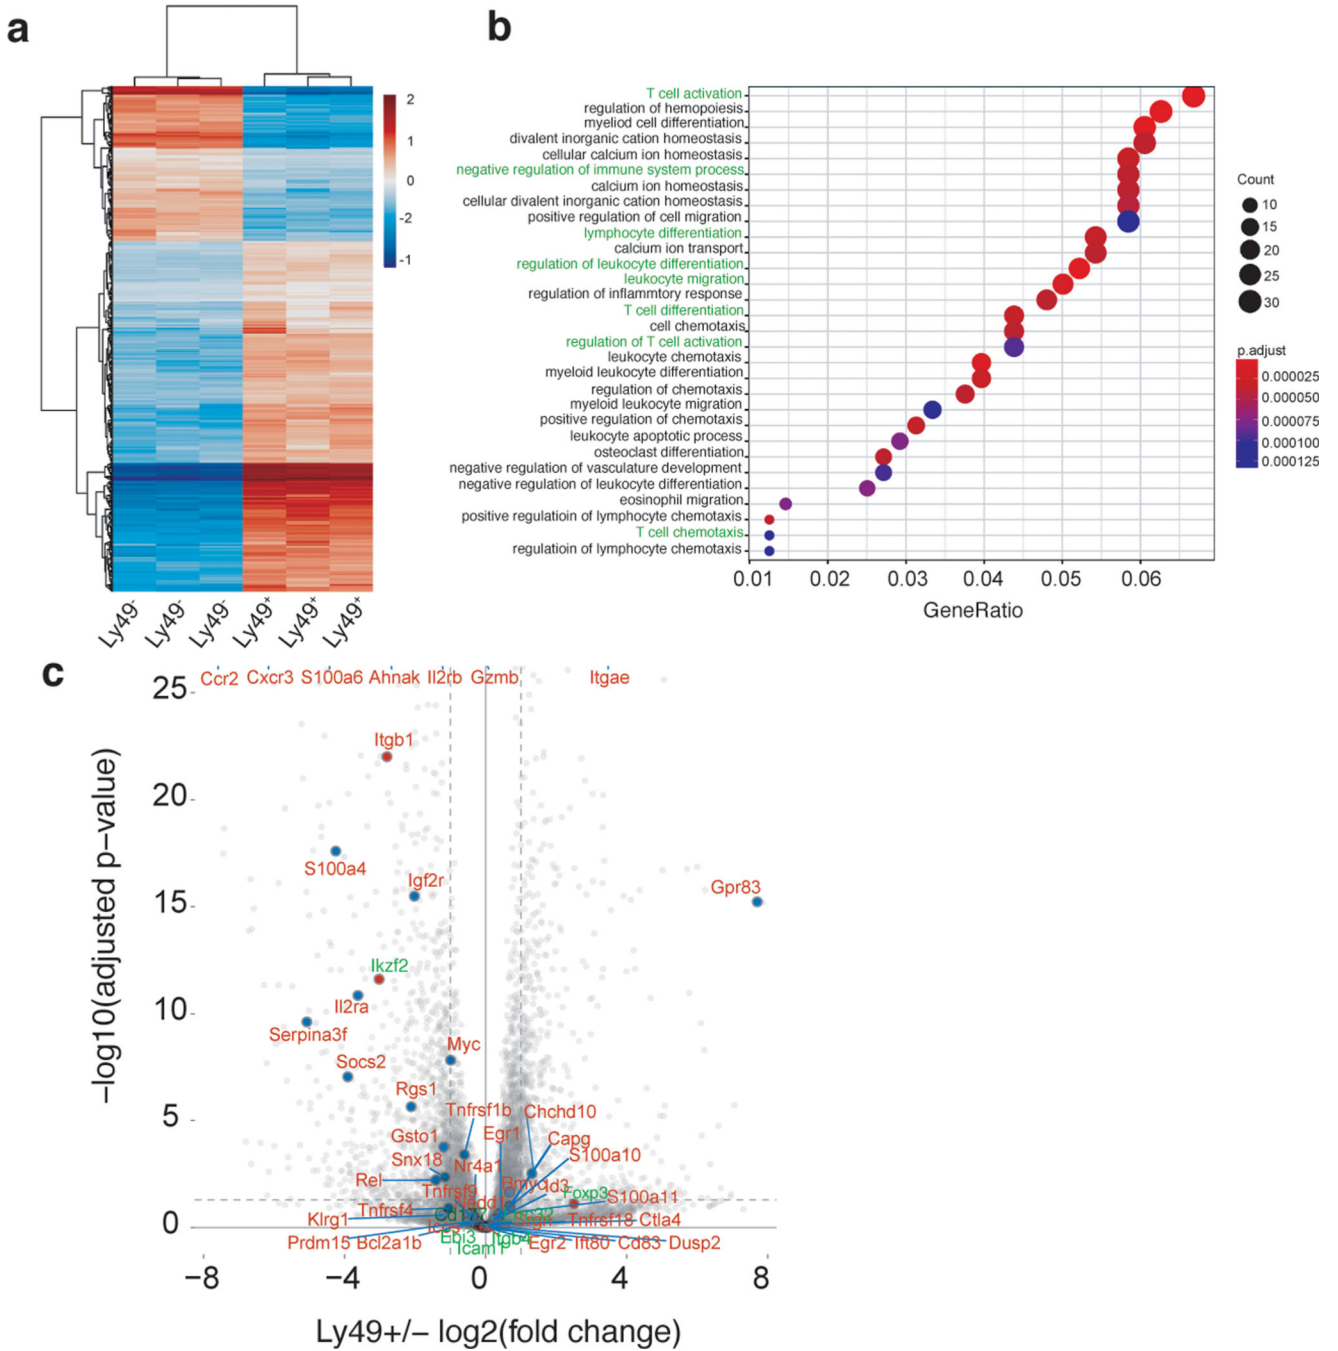 a
b
2
1
0
-2
-1
Ly49-
Ly49-
Ly49-
Ly49+
Ly49+
Ly49+
T cell activation
regulation of hemopoiesis
myeliod cell differentiation
divalent inorganic cation homeostasis
cellular calcium ion homeostasis
negative regulation of immune system process
calcium ion homeostasis
cellular divalent inorganic cation homeostasis
positive regulation of cell migration
lymphocyte differentiation
calcium ion transport
regulation of leukocyte differentiation
leukocyte migration
regulation of inflammtory response
T cell differentiation
cell chemotaxis
regulation of T cell activation
leukocyte chemotaxis
myeloid leukocyte differentiation
regulation of chemotaxis
myeloid leukocyte migration
positive regulation of chemotaxis
leukocyte apoptotic process
osteoclast differentiation
negative regulation of vasculature development
negative regulation of leukocyte differentiation
eosinophil migration
positive regulatioin of lymphocyte chemotaxis
T cell chemotaxis
regulatioin of lymphocyte chemotaxis
0.01 0.02 0.03 0.04 0.05 0.06
GeneRatio
Count
10
15
20
25
30
p.adjust
0.000025
0.000050
0.000075
0.000100
0.000125
c
Ccr2 Cxcr3 S100a6 Ahnak Il2rb Gzmb Itgae
25
20
15
10
5
0
-log10(adjusted p-value)
Itgb1
S100a4
Igf2r
Gpr83
Ikzf2
Il2ra
Serpina3f
Myc
Socs2
Rgs1
Tnfrsf1b Chchd10
Gsto1 Egr1 Capg
Snx18 Nr4a1 S100a10
Rel Bmyc Id3 Foxp3
Tnfrsf9 S100a11
Tnfrsf4
Klrg1 Tnfrsf18 Ctla4
Prdm15 Bcl2a1b Ebi3 Itgb4 Egr2 Ift80 Cd83 Dusp2
Icam1
-8 -4 0 4 8
Ly49+/- log2(fold change)